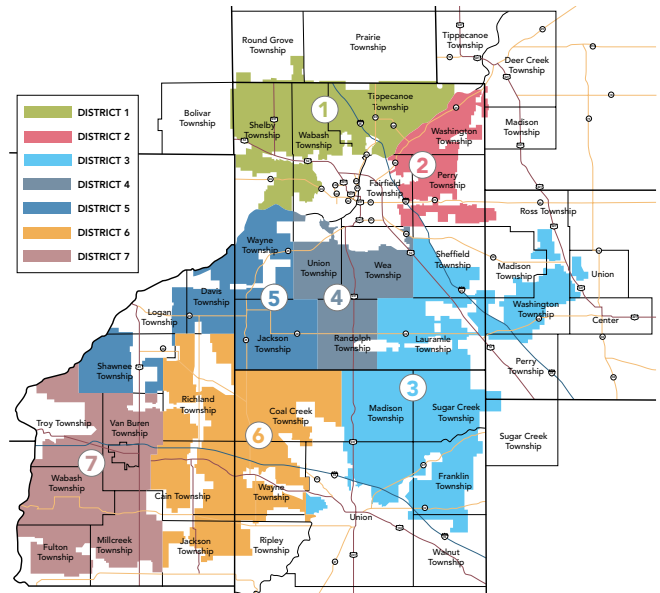 Round Grove
Township
Prairie
Township
Tippecanoe
Township
Deer Creek
Township
Bolivar
Township
Shelby
Township
1
Wabash
Township
Tippecanoe
Township
Washington
Township
Madison
Township
DISTRICT 1
DISTRICT 2
DISTRICT 3
DISTRICT 4
DISTRICT 5
DISTRICT 6
DISTRICT 7
2
Perry
Township
Fairfield
Township
Ross Township
Wayne
Township
Union
Township
Wea
Township
Sheffield
Township
Madison
Township
Union
Davis
Township
5
4
Washington
Township
Center
Logan
Township
Jackson
Township
Randolph
Township
Lauramie
Township
Perry
Township
Shawnee
Township
3
Richland
Township
Coal Creek
Township
Madison
Township
Sugar Creek
Township
Troy Township
Van Buren
Township
6
Sugar Creek
Township
7
Wabash
Township
Cain Township
Wayne
Township
Franklin
Township
Union
Fulton
Township
Millcreek
Township
Jackson
Township
Ripley
Township
Walnut
Township